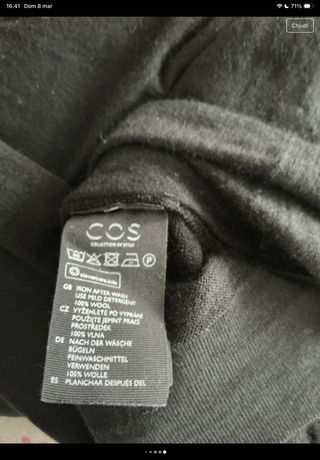 16:41 Dom 8 mar
71%
Chiudi
COS
COLLECTION OF STYLE
P
clevercare.info
GB IRON AFTER WASH
USE MILD DETERGENT
100% WOOL
CZ VYŽEHLETE PO VYPRÁNÍ
POUŽIJTE JEMNÝ PRACÍ
PROSTŘEDEK
100% VLNA
DE NACH DER WÄSCHE
BÜGELN
FEINWASCHMITTEL
VERWENDEN
100% WOLLE
ES PLANCHAR DESPUÉS DEL